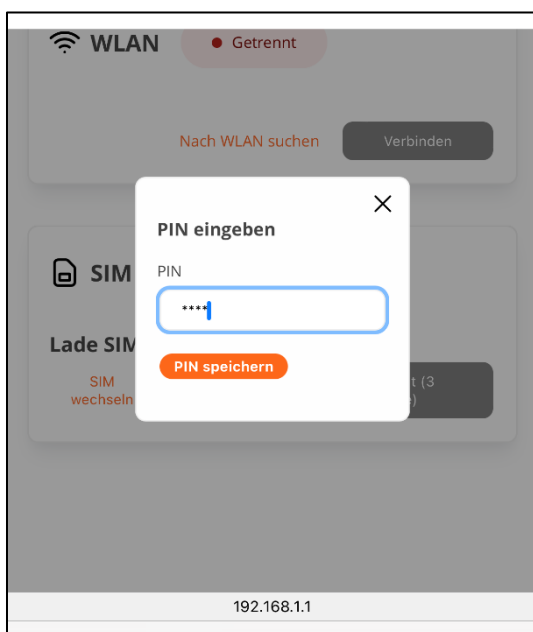 WLAN
Getrennt
Nach WLAN suchen
Verbinden
PIN eingeben
PIN
****
PIN speichern
SIM
Lade SIM
SIM
wechseln
t (3
)
192.168.1.1